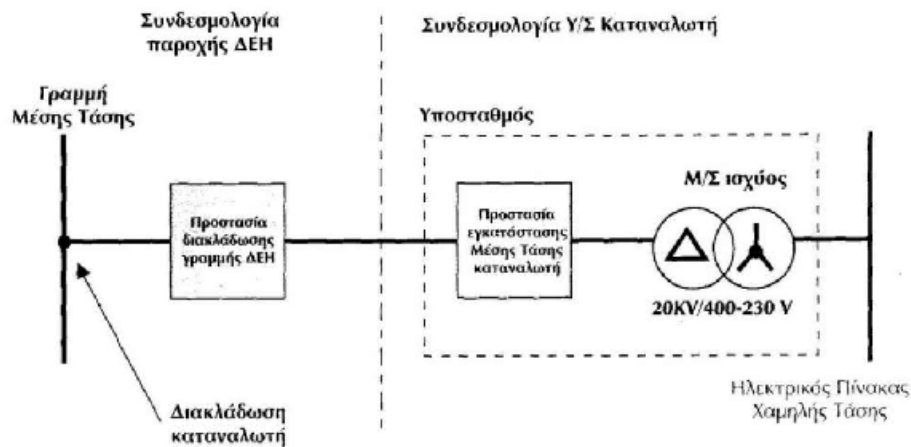 Συνδεσμολογία
παροχής ΔΕΗ
Συνδεσμολογία Υ/Σ Καταναλωτή
Γραμμή
Μέσης Τάσης
Υποσταθμός
Μ/Σ ισχύος
Προστασία
διακλάδωσης
γραμμής ΔΕΗ
Προστασία
εγκατάστασης
Μέσης Τάσης
καταναλωτή
20KV/400-230 V
Διακλάδωση
καταναλωτή
Ηλεκτρικός Πίνακας
Χαμηλής Τάσης